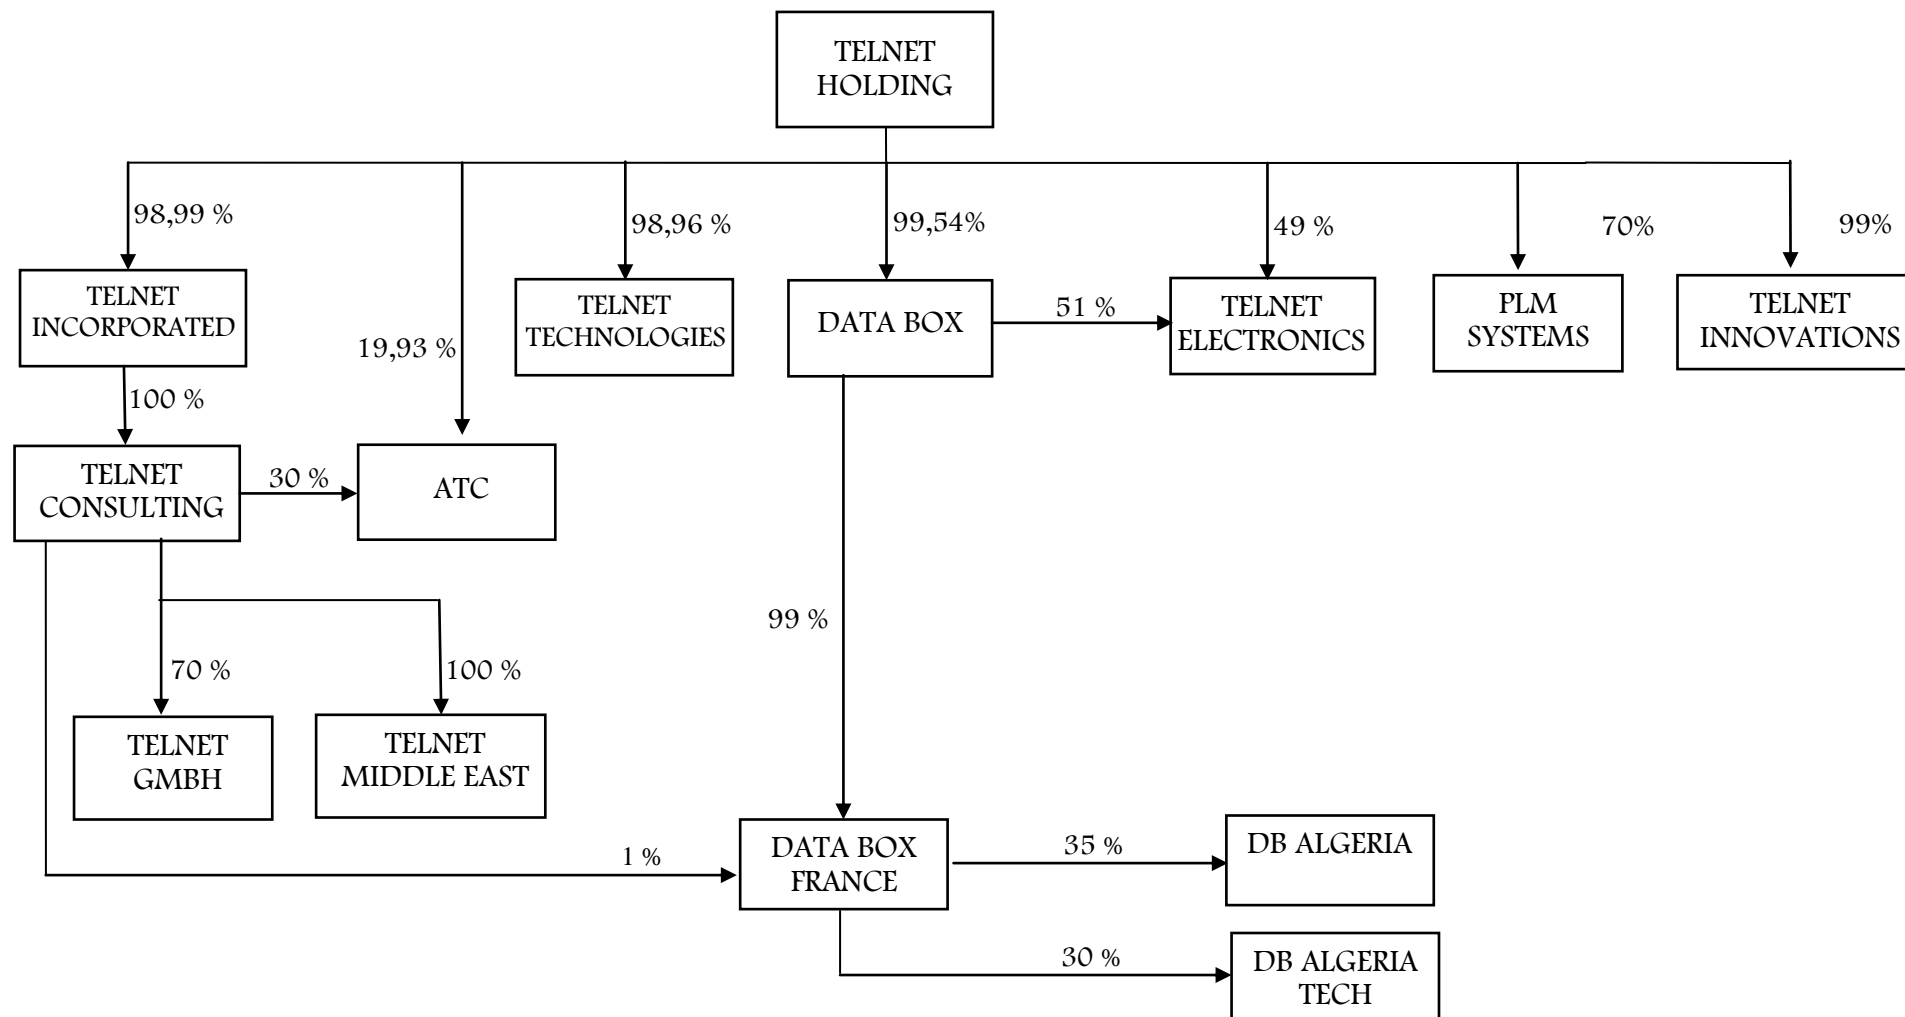 TELNET
HOLDING
98,99 %
98,96 %
99,54%
49 %
70%
99%
TELNET
INCORPORATED
TELNET
TECHNOLOGIES
DATA BOX
51 %
TELNET
ELECTRONICS
PLM
SYSTEMS
TELNET
INNOVATIONS
19,93 %
100 %
TELNET
CONSULTING
30 %
ATC
99 %
70 %
100 %
TELNET
GMBH
TELNET
MIDDLE EAST
1 %
DATA BOX
FRANCE
35 %
DB ALGERIA
30 %
DB ALGERIA
TECH